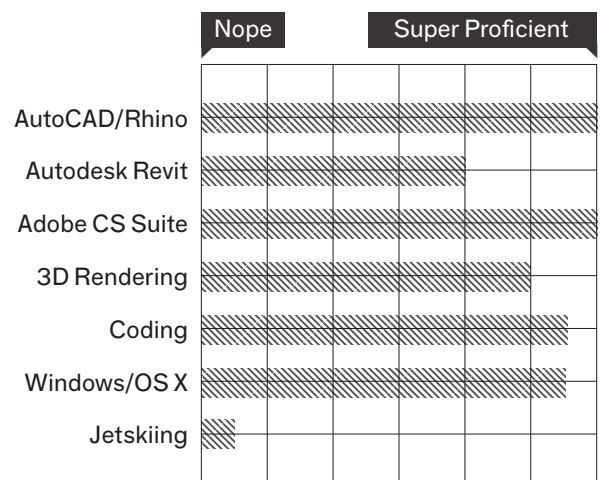 Nope Super Proficient
AutoCAD/Rhino
Autodesk Revit
Adobe CS Suite
3D Rendering
Coding
Windows/OS X
Jetskiing